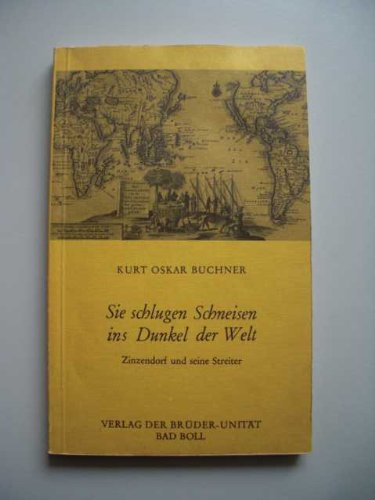 KURT OSKAR BUCHNER
Sie schlugen Schneisen
ins Dunkel der Welt
Zinzendorf und seine Streiter
VERLAG DER BRÜDER-UNITÄT
BAD BOLL